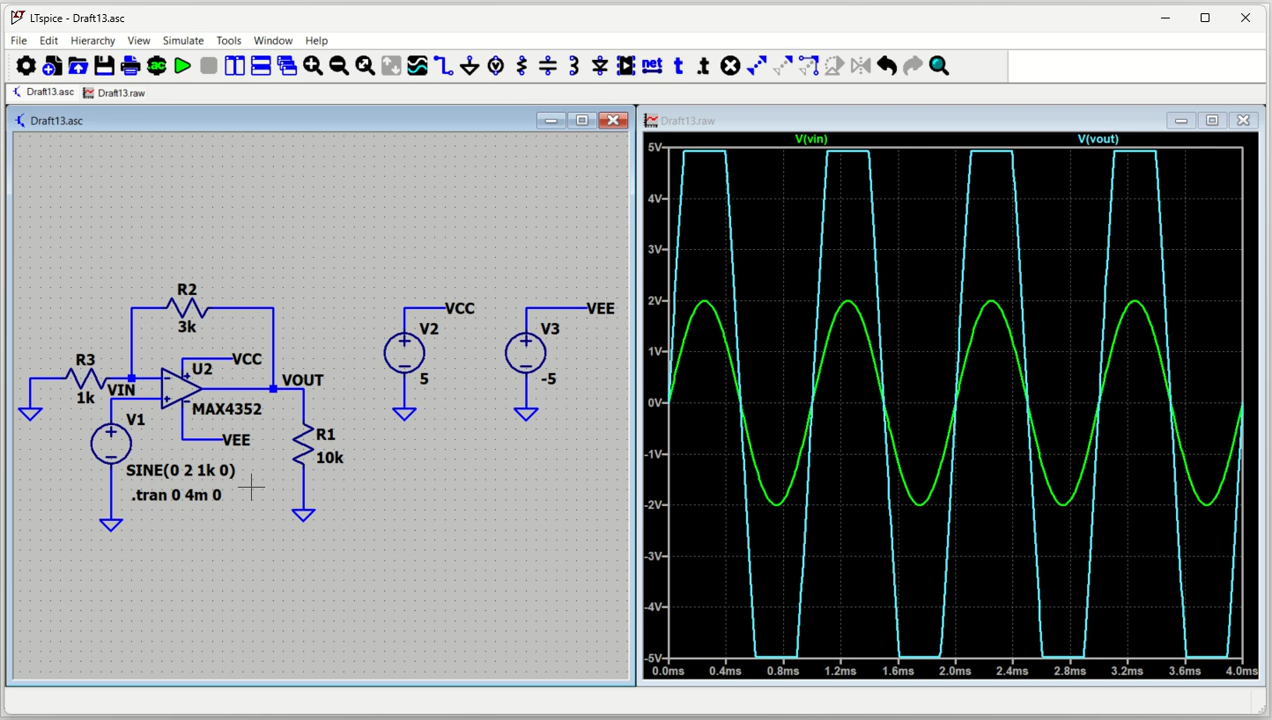 LTspice - Draft13.asc
File Edit Hierarchy View Simulate Tools Window Help
.ac
net
t
.t
Draft13.asc Draft13.raw
Draft13.asc
R2
3k
R3
1k
VIN
VCC
U2
MAX4352
VEE
VOUT
V1
SINE(0 2 1k 0)
.tran 0 4m 0
R1
10k
VCC
V2
5
VEE
V3
-5
Draft13.raw
V(vin) V(vout)
5V
4V
3V
2V
1V
0V
-1V
-2V
-3V
-4V
-5V
0.0ms 0.4ms 0.8ms 1.2ms 1.6ms 2.0ms 2.4ms 2.8ms 3.2ms 3.6ms 4.0ms